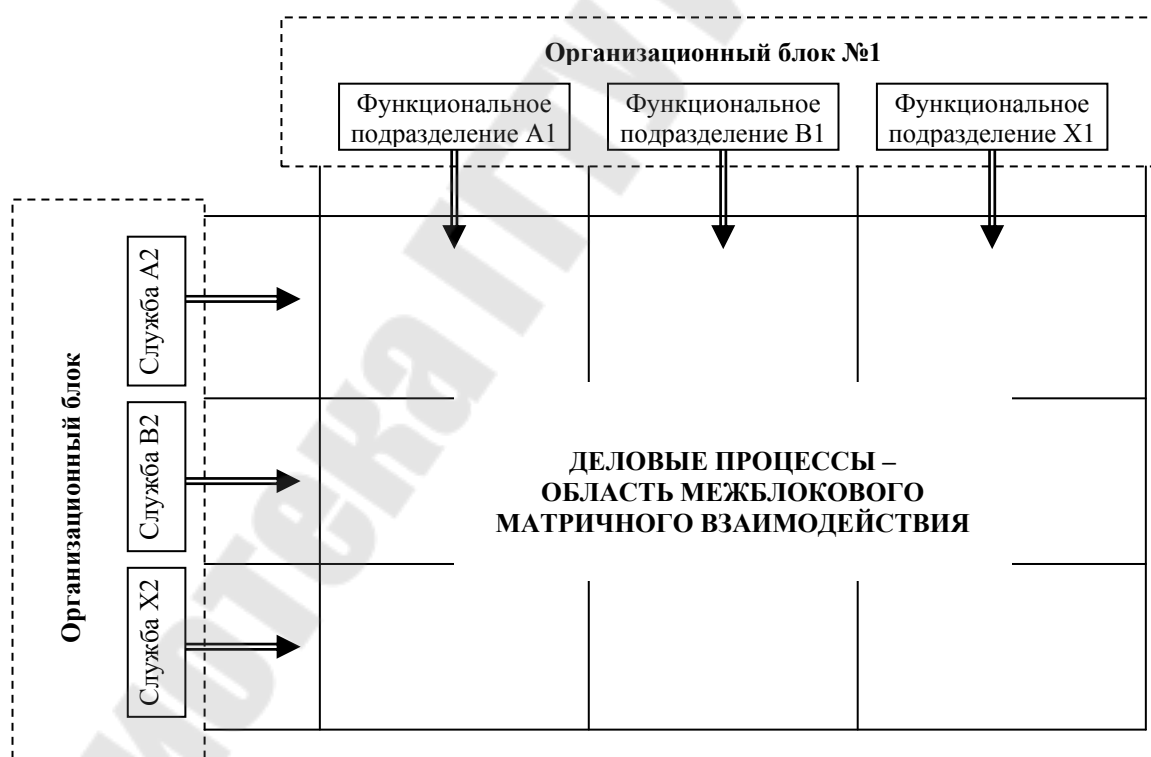 Организационный блок №1
Функциональное
подразделение А1
Функциональное
подразделение В1
Функциональное
подразделение Х1
Организационный блок
Служба А2
Служба В2
Служба Х2
ДЕЛОВЫЕ ПРОЦЕССЫ –
ОБЛАСТЬ МЕЖБЛОКОВОГО
МАТРИЧНОГО ВЗАИМОДЕЙСТВИЯ